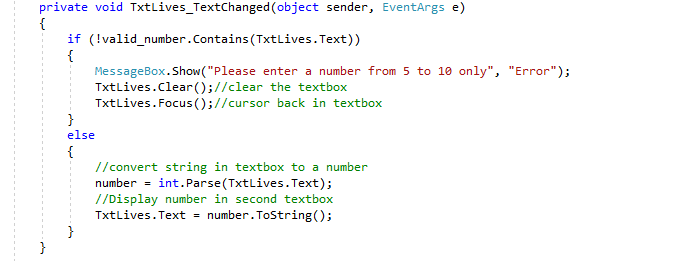 private void TxtLives_TextChanged(object sender, EventArgs e)
{
if (!valid_number.Contains(TxtLives.Text))
{
MessageBox.Show("Please enter a number from 5 to 10 only", "Error");
TxtLives.Clear();//clear the textbox
TxtLives.Focus();//cursor back in textbox
}
else
{
//convert string in textbox to a number
number = int.Parse(TxtLives.Text);
//Display number in second textbox
TxtLives.Text = number.ToString();
}
}